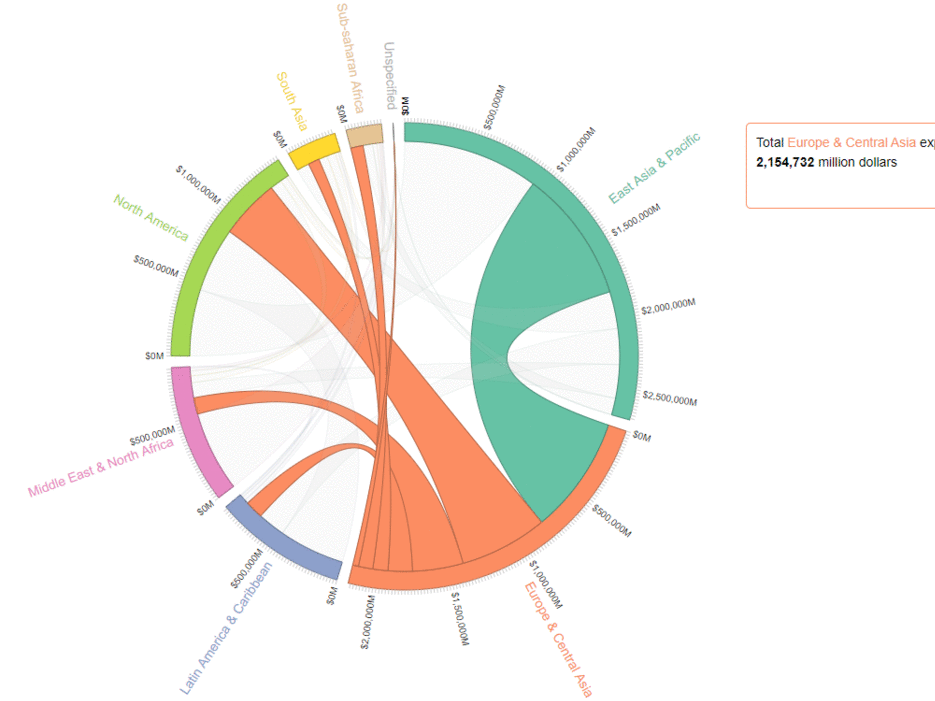 Sub-saharan Africa
Unspecified
South Asia
$0M
$0M
$0M
$500,000M
$1,000,000M
East Asia & Pacific
$1,500,000M
$2,000,000M
$2,500,000M
$1,000,000M
North America
$500,000M
$0M
$500,000M
Middle East & North Africa
$0M
$500,000M
Latin America & Caribbean
$0M
$2,000,000M
$1,500,000M
$1,000,000M
Europe & Central Asia
$500,000M
$0M
Total Europe & Central Asia exp
2,154,732 million dollars